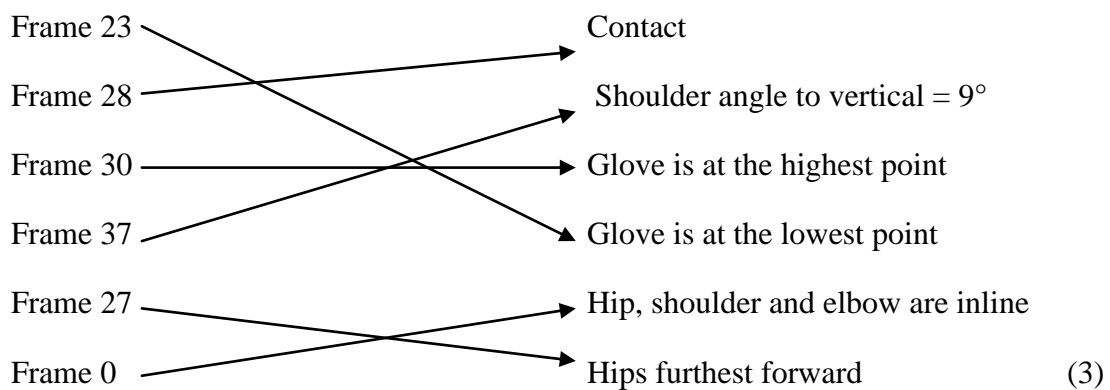 Frame 23 Contact
Frame 28 Shoulder angle to vertical = 9°
Frame 30 Glove is at the highest point
Frame 37 Glove is at the lowest point
Frame 27 Hip, shoulder and elbow are inline
Frame 0 Hips furthest forward (3)